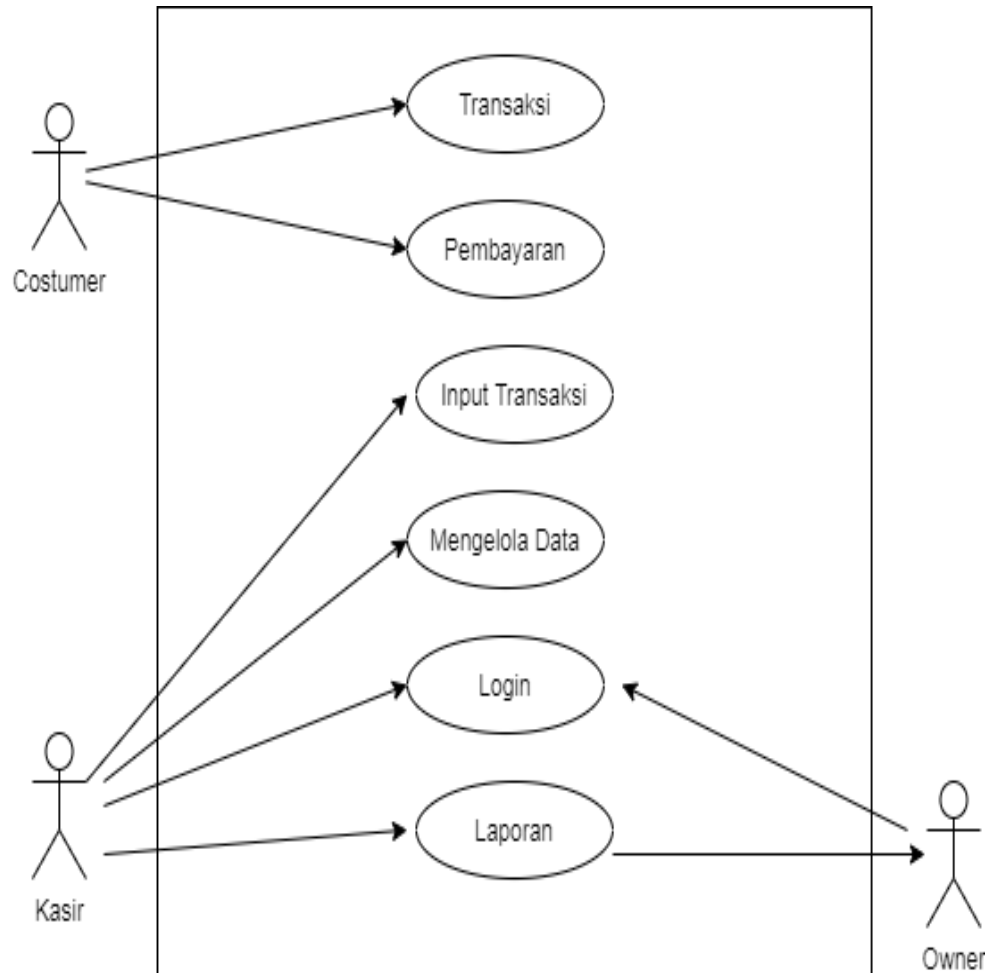 Transaksi
Costumer
Pembayaran
Input Transaksi
Mengelola Data
Login
Laporan
Kasir
Owner